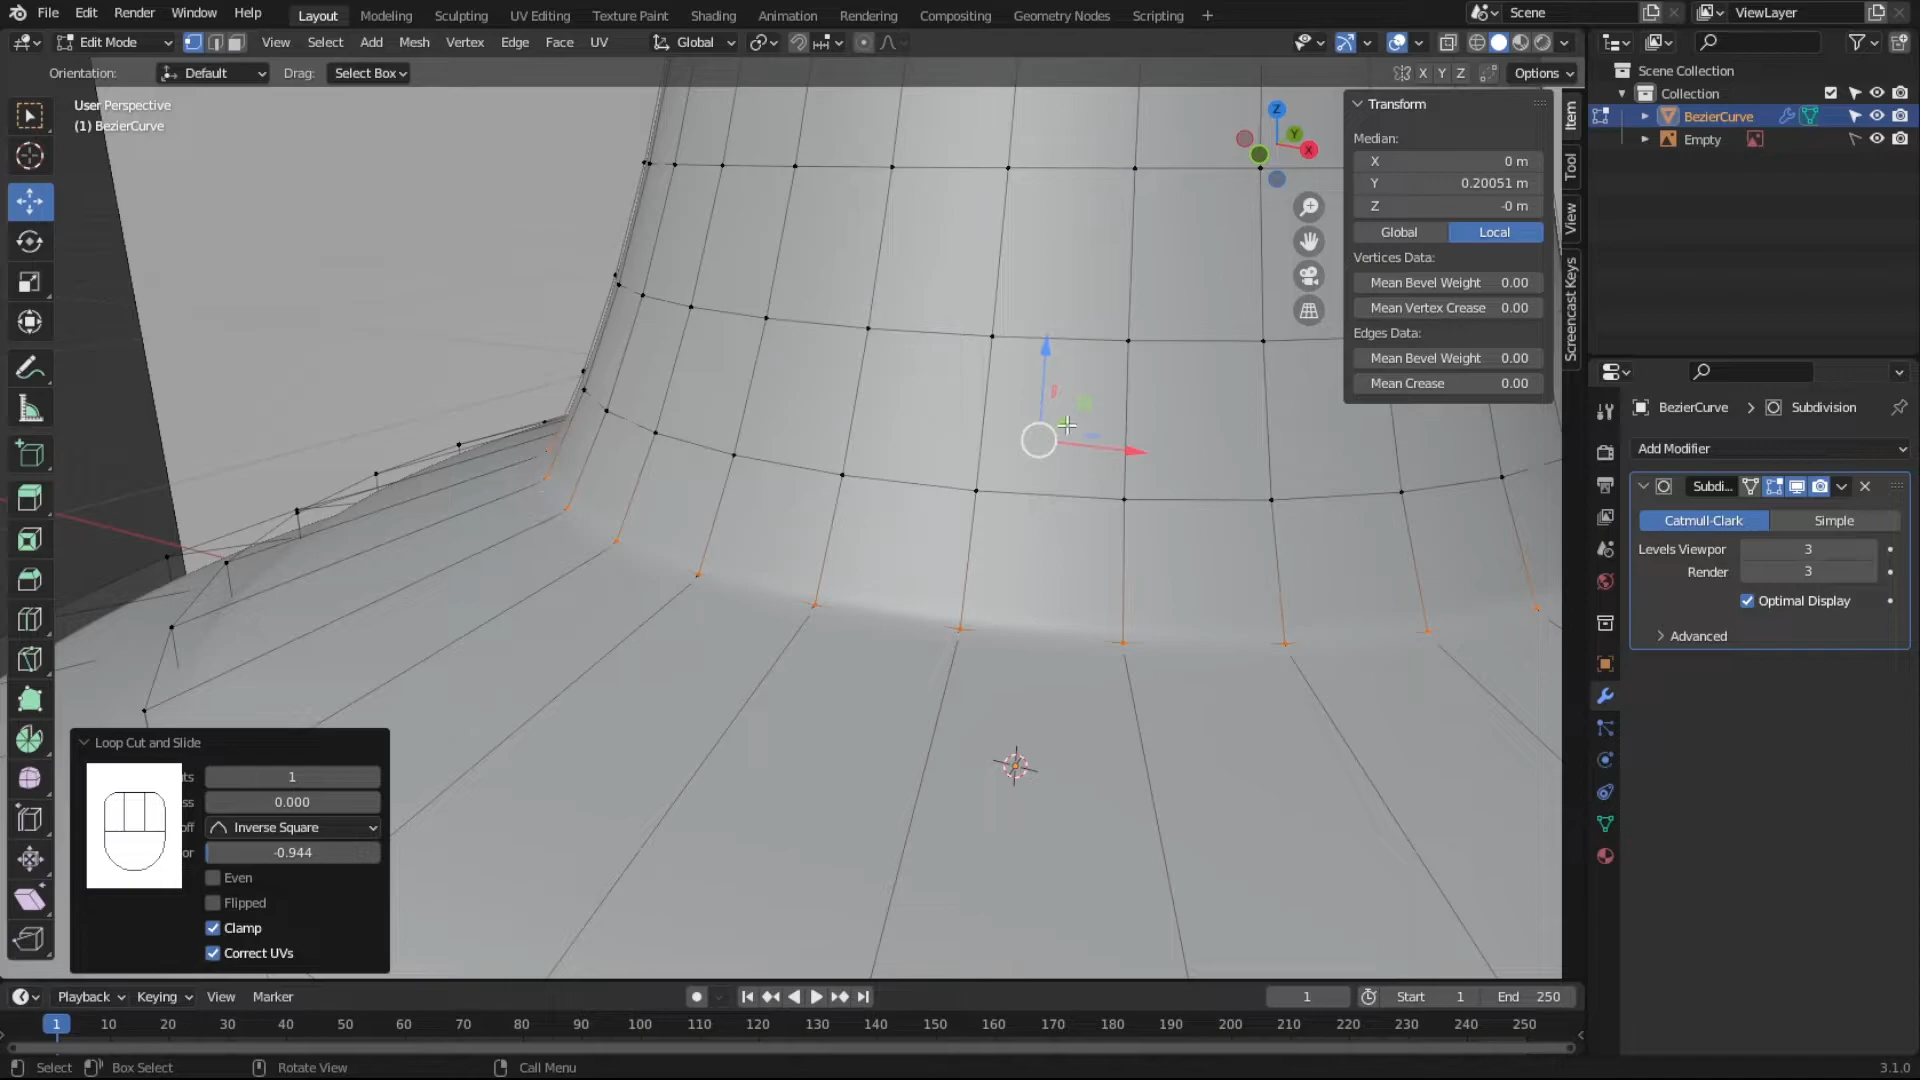 File Edit Render Window Help Layout Modeling Sculpting UV Editing Texture Paint Shading Animation Rendering Compositing Geometry Nodes Scripting + Scene ViewLayer
Edit Mode View Select Add Mesh Vertex Edge Face UV Global
Orientation: Default Drag: Select Box X Y Z Options
User Perspective
(1) BezierCurve
Z
Y
X
Transform
Median:
X 0 m
Y 0.20051 m
Z -0 m
Global Local
Vertices Data:
Mean Bevel Weight 0.00
Mean Vertex Crease 0.00
Edges Data:
Mean Bevel Weight 0.00
Mean Crease 0.00
Item
Tool
View
Screencast Keys
Scene Collection
Collection
BezierCurve
Empty
BezierCurve > Subdivision
Add Modifier
Subdi...
Catmull-Clark Simple
Levels Viewpor 3
Render 3
Optimal Display
Advanced
Loop Cut and Slide
ts 1
ss 0.000
off Inverse Square
or -0.944
Even
Flipped
Clamp
Correct UVs
Playback Keying View Marker 1 Start 1 End 250
1 10 20 30 40 50 60 70 80 90 100 110 120 130 140 150 160 170 180 190 200 210 220 230 240 250
Select Box Select Rotate View Call Menu 3.1.0